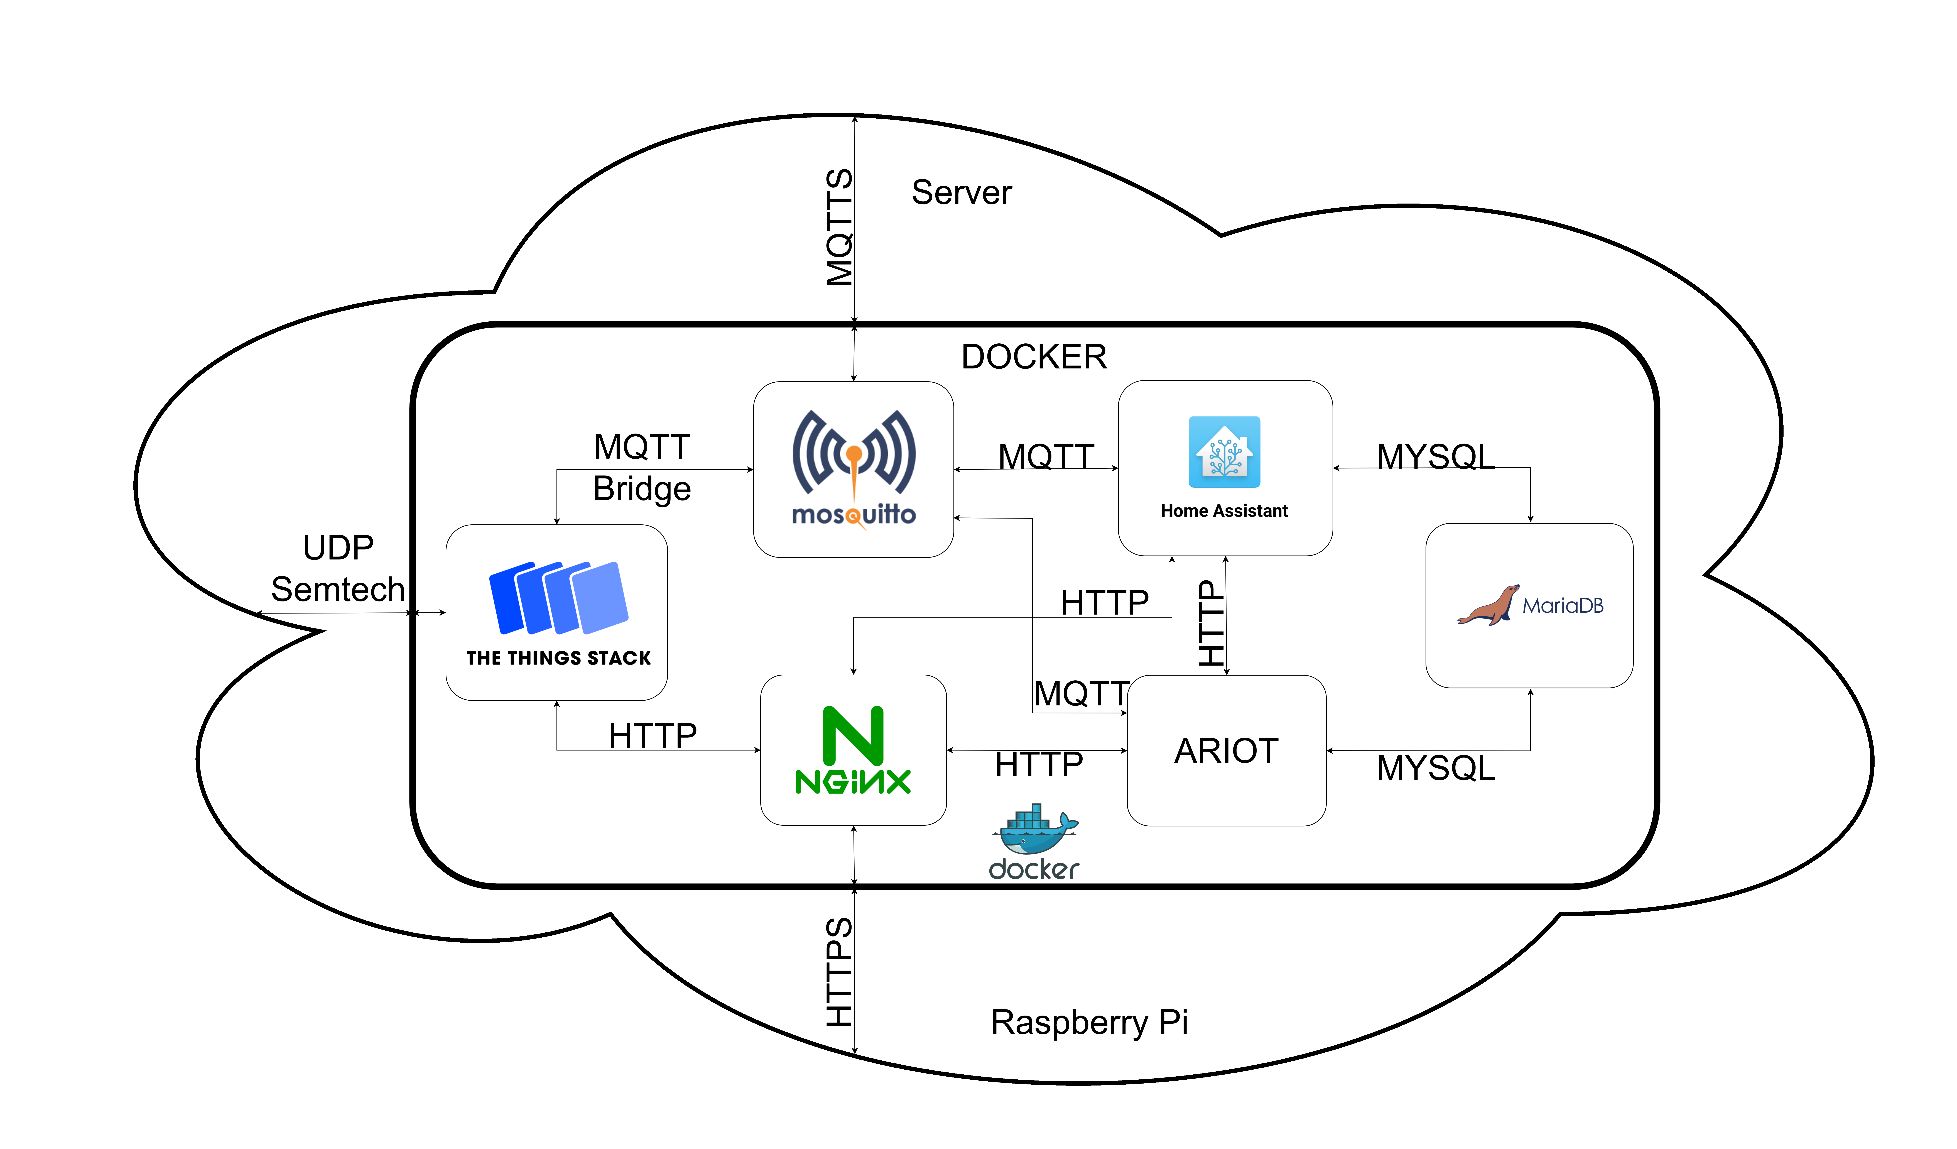 Server
MQTTS
DOCKER
MQTT
Bridge
mosquitto
MQTT
Home Assistant
MYSQL
UDP
Semtech
THE THINGS STACK
HTTP
HTTP
MariaDB
MQTT
HTTP
NGiNX
HTTP
ARIOT
MYSQL
docker
HTTPS
Raspberry Pi